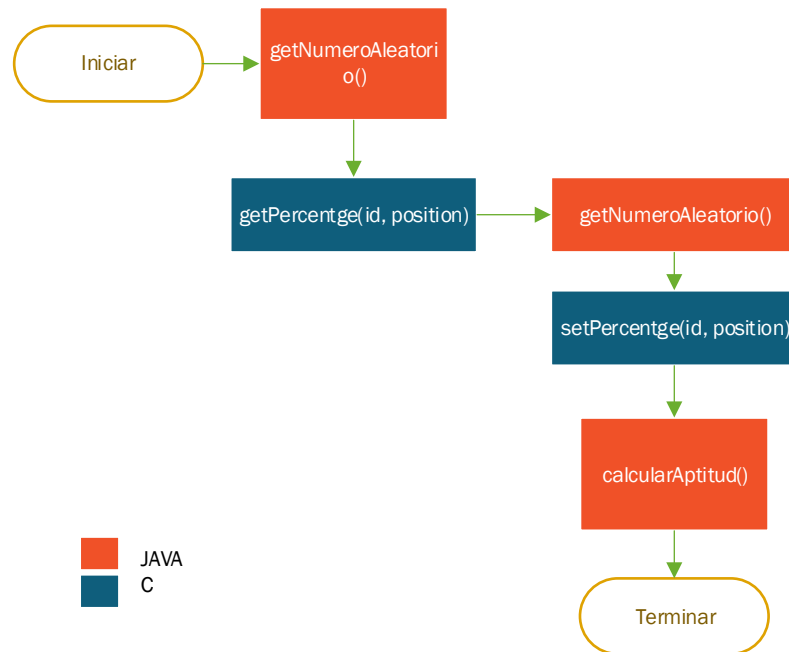 Iniciar
getNumeroAleatori
o()
getPercentge(id, position)
getNumeroAleatorio()
setPercentge(id, position)
calcularAptitud()
JAVA
C
Terminar